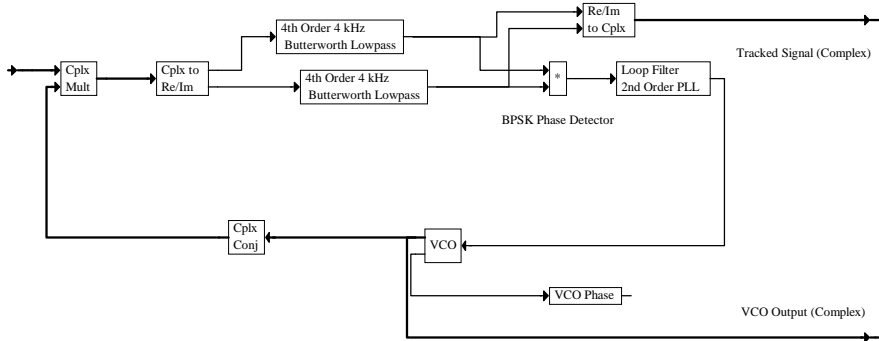 4th Order 4 kHz
Butterworth Lowpass
Re/Im
to Cplx
Tracked Signal (Complex)
Cplx
Mult
Cplx to
Re/Im
4th Order 4 kHz
Butterworth Lowpass
*
Loop Filter
2nd Order PLL
BPSK Phase Detector
Cplx
Conj
VCO
VCO Phase
VCO Output (Complex)